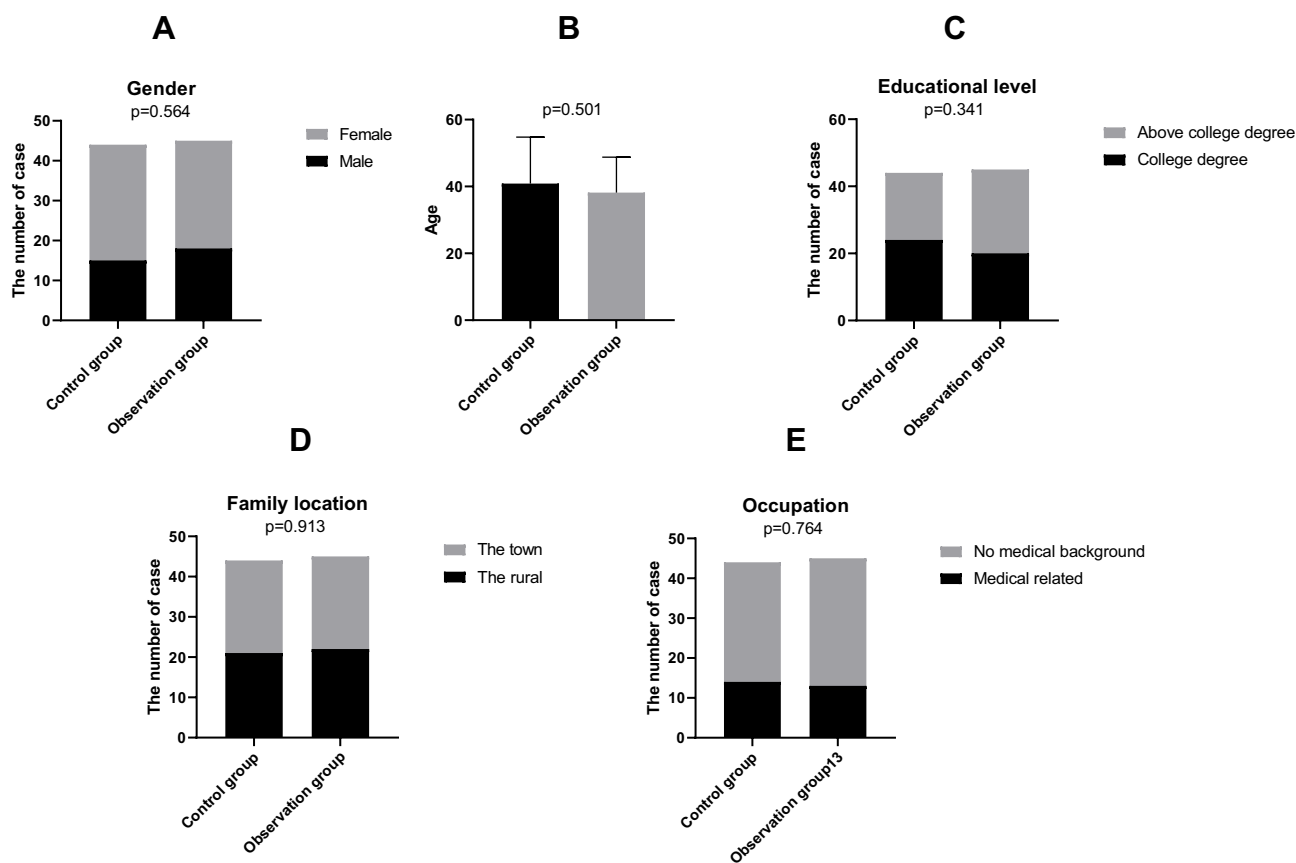 A
Gender
p=0.564
The number of case
50
40
30
20
10
0
Control group
Observation group
Female
Male
B
p=0.501
Age
60
40
20
0
Control group
Observation group
C
Educational level
p=0.341
The number of case
60
40
20
0
Control group
Observation group
Above college degree
College degree
D
Family location
p=0.913
The number of case
50
40
30
20
10
0
Control group
Observation group
The town
The rural
E
Occupation
p=0.764
The number of case
50
40
30
20
10
0
Control group
Observation group13
No medical background
Medical related